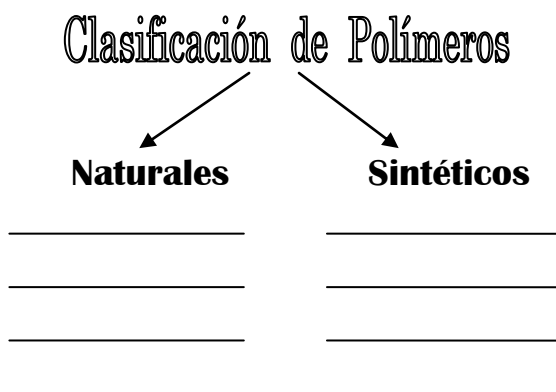 Clasificación de Polímeros
Naturales Sintéticos